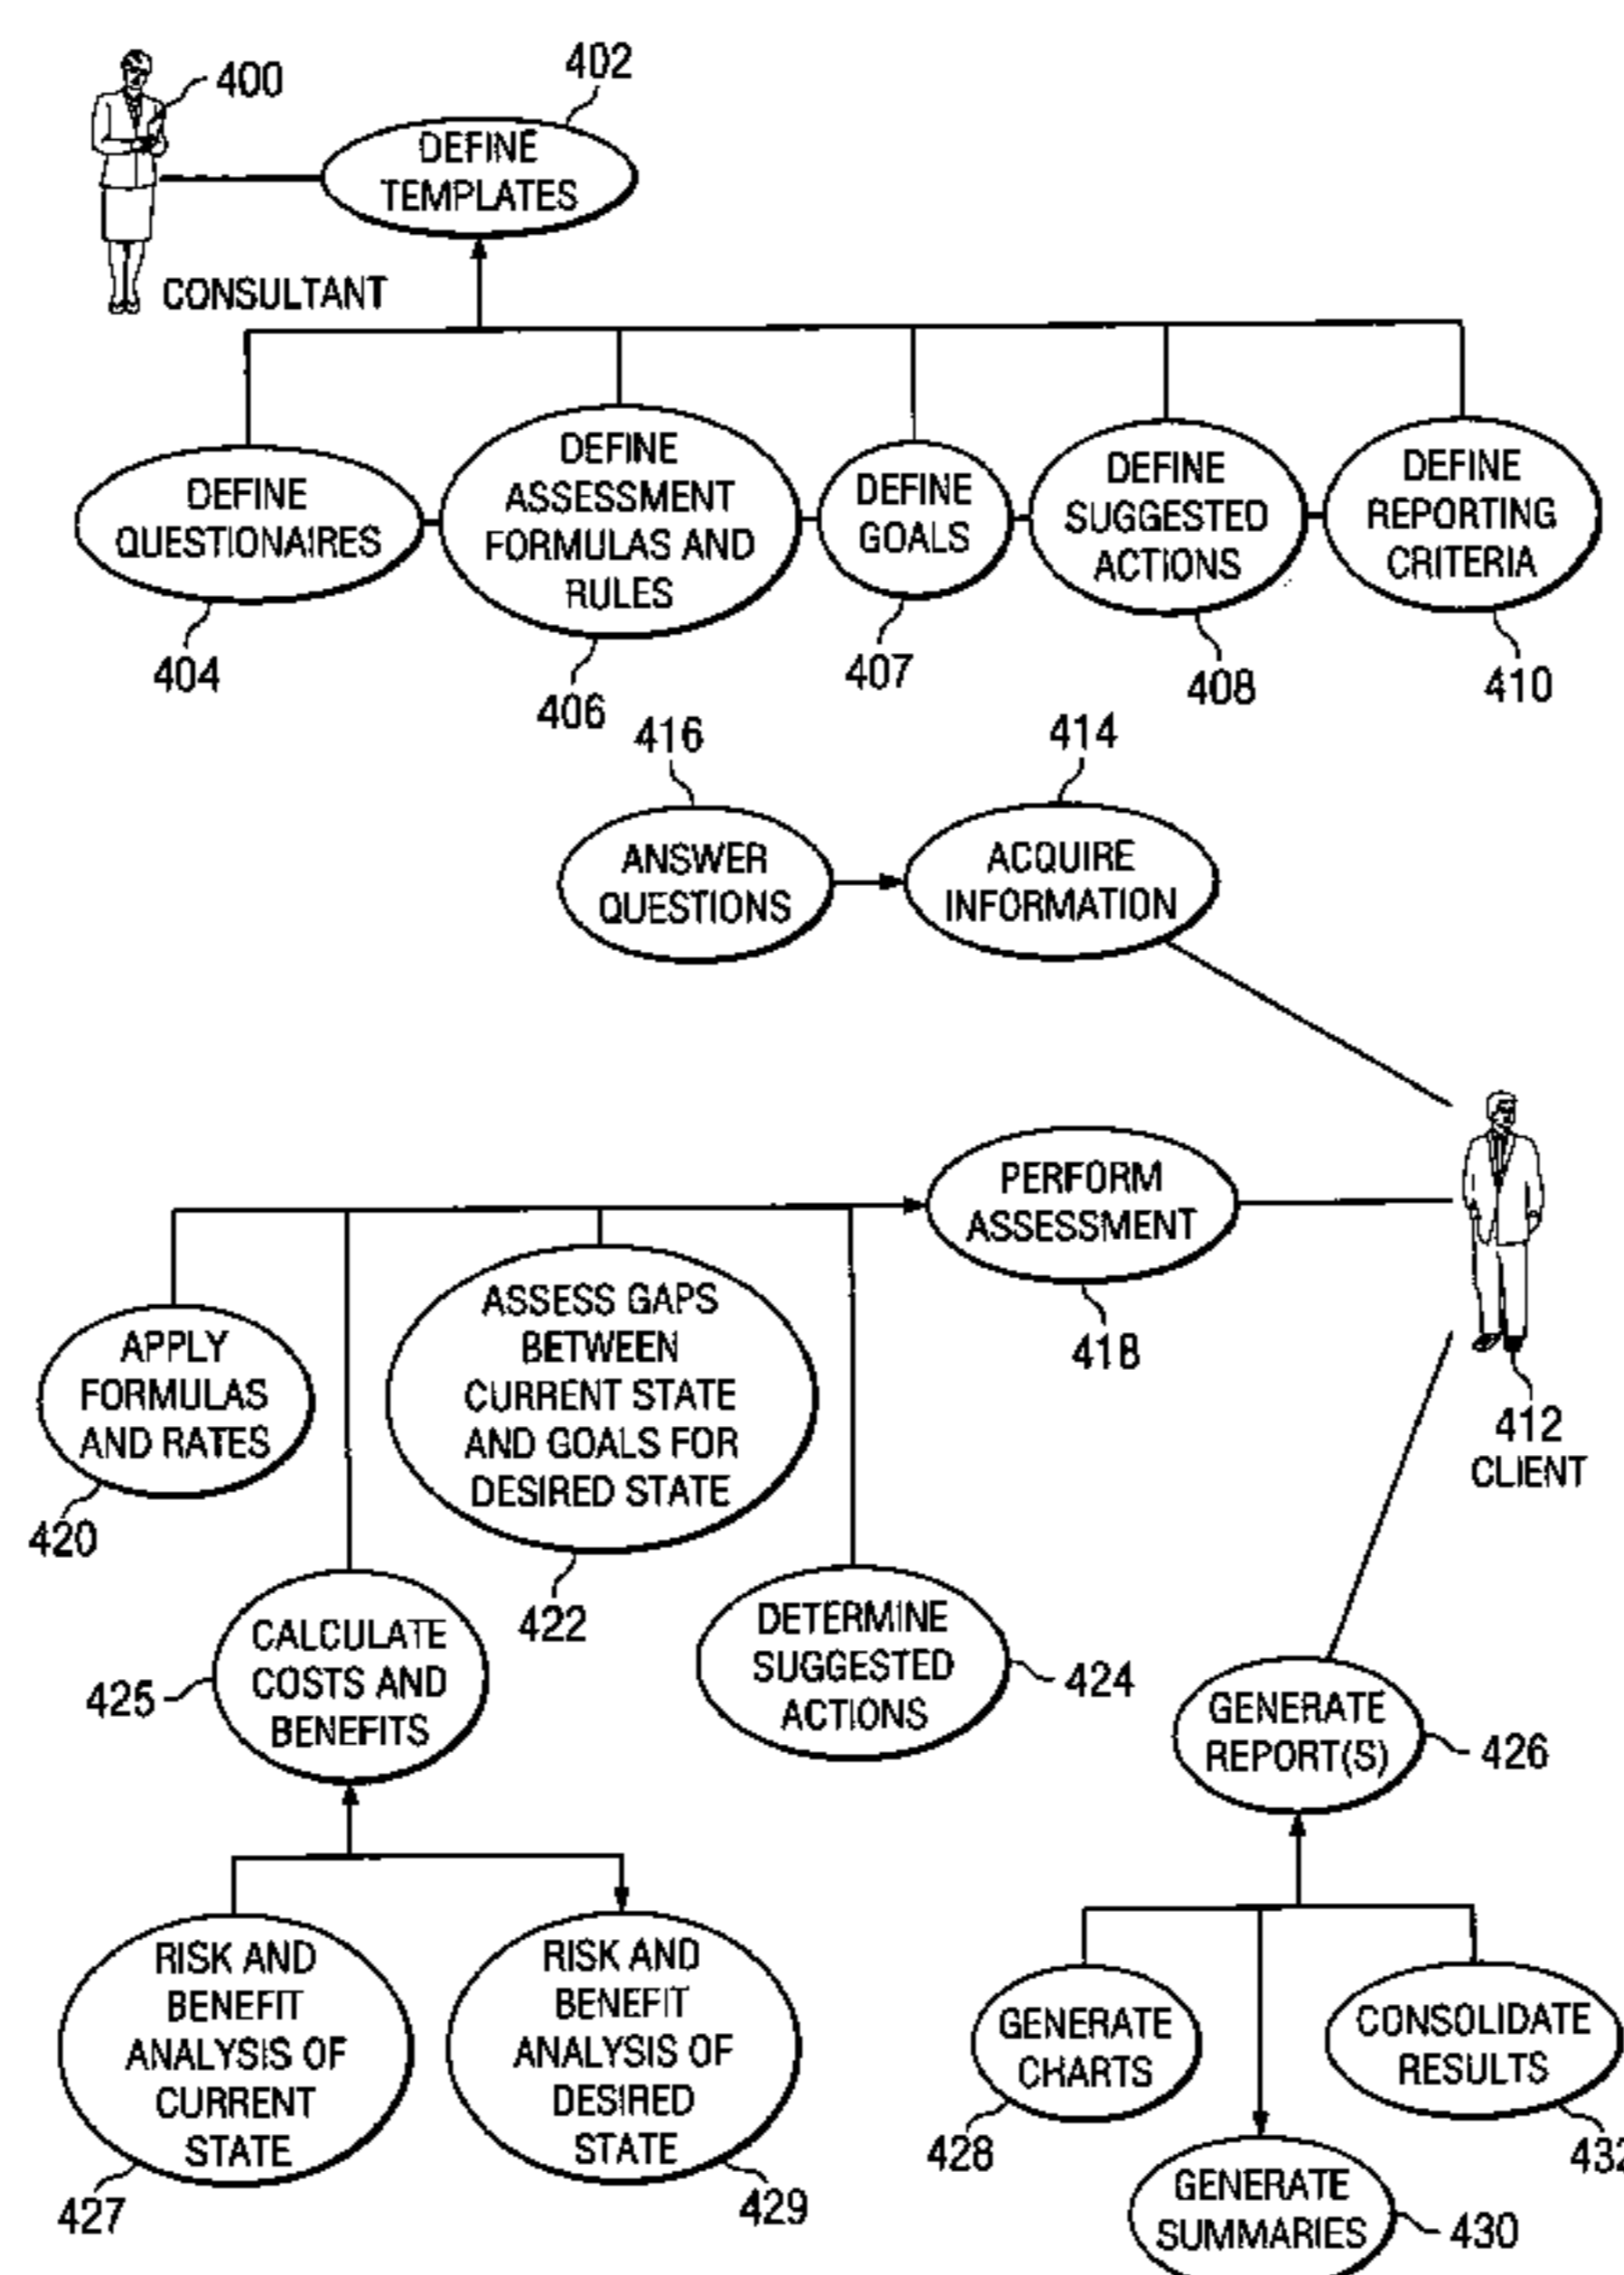 400
402
DEFINE
TEMPLATES
CONSULTANT
DEFINE
QUESTIONAIRES
404
DEFINE
ASSESSMENT
FORMULAS AND
RULES
406
DEFINE
GOALS
407
DEFINE
SUGGESTED
ACTIONS
408
DEFINE
REPORTING
CRITERIA
410
416
ANSWER
QUESTIONS
414
ACQUIRE
INFORMATION
PERFORM
ASSESSMENT
418
412
CLIENT
APPLY
FORMULAS
AND RATES
420
ASSESS GAPS
BETWEEN
CURRENT STATE
AND GOALS FOR
DESIRED STATE
422
CALCULATE
COSTS AND
BENEFITS
425
DETERMINE
SUGGESTED
ACTIONS
424
GENERATE
REPORT(S)
426
RISK AND
BENEFIT
ANALYSIS OF
CURRENT
STATE
427
RISK AND
BENEFIT
ANALYSIS OF
DESIRED
STATE
429
GENERATE
CHARTS
428
CONSOLIDATE
RESULTS
432
GENERATE
SUMMARIES
430